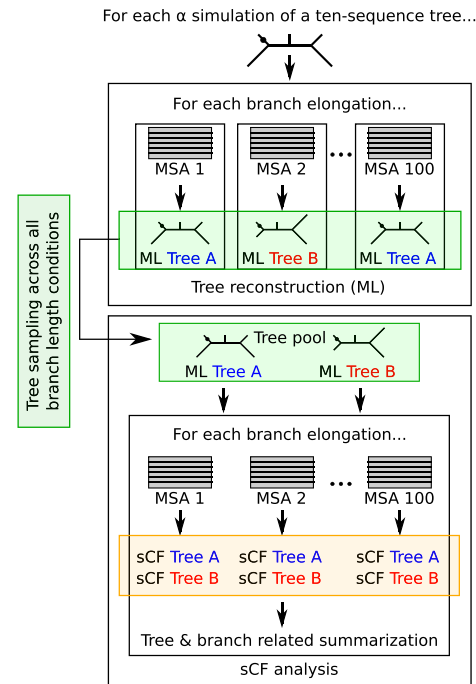 For each α simulation of a ten-sequence tree...
For each branch elongation...
MSA 1
MSA 2
...
MSA 100
ML Tree A
ML Tree B
ML Tree A
Tree reconstruction (ML)
Tree sampling across all
branch length conditions
Tree pool
ML Tree A
ML Tree B
For each branch elongation...
MSA 1
MSA 2
...
MSA 100
sCF Tree A
sCF Tree B
sCF Tree A
sCF Tree B
sCF Tree A
sCF Tree B
Tree & branch related summarization
sCF analysis